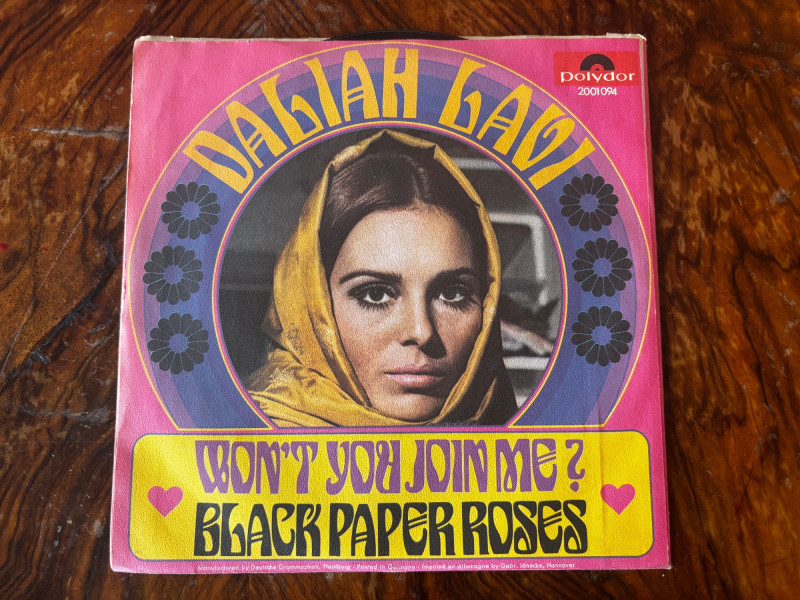 DALIAH LAVI
polydor
2001 094
WON'T YOU JOIN ME?
BLACK PAPER ROSES
Manufactured by Deutsche Grammophon, Hamburg · Printed in Germany · Imprimé en Allemagne by Gebr. Jänecke, Hannover